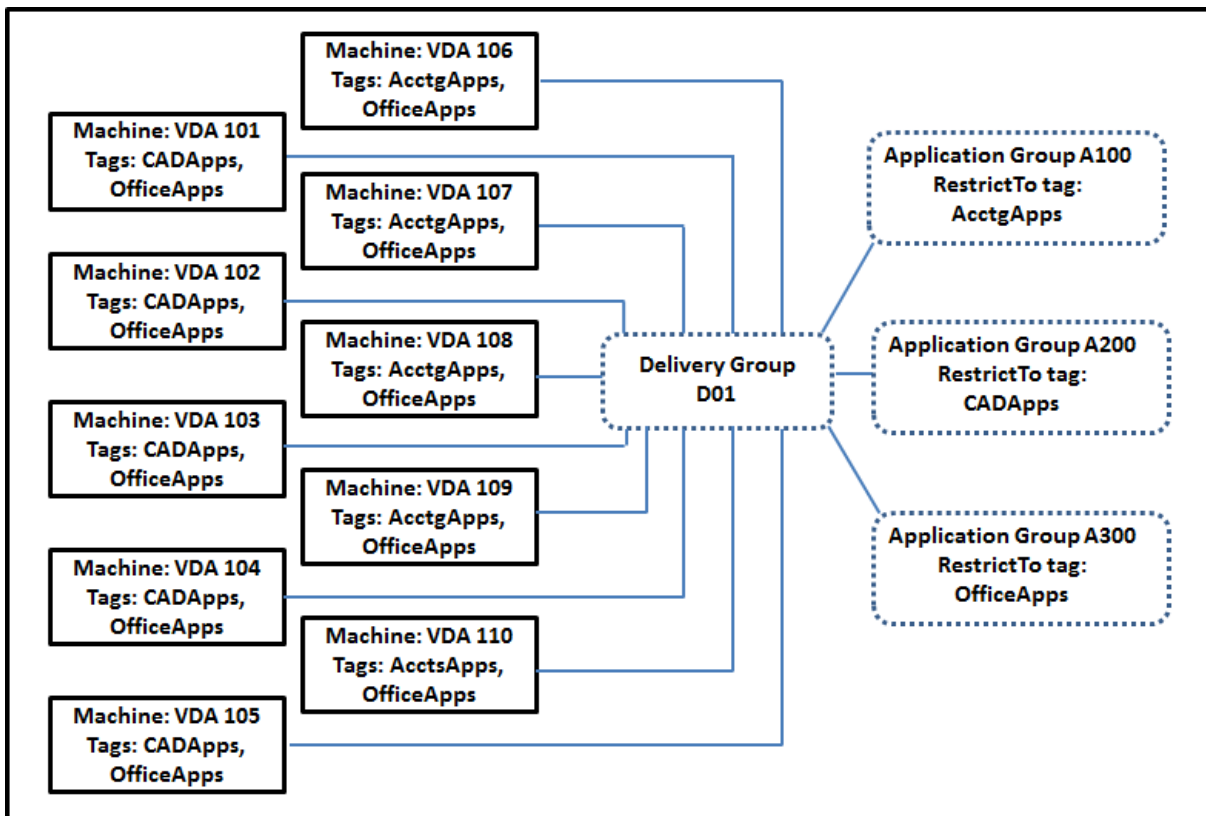 Machine: VDA 106
Tags: AcctgApps,
OfficeApps
Machine: VDA 101
Tags: CADApps,
OfficeApps
Machine: VDA 107
Tags: AcctgApps,
OfficeApps
Machine: VDA 102
Tags: CADApps,
OfficeApps
Machine: VDA 108
Tags: AcctgApps,
OfficeApps
Machine: VDA 103
Tags: CADApps,
OfficeApps
Machine: VDA 109
Tags: AcctgApps,
OfficeApps
Machine: VDA 104
Tags: CADApps,
OfficeApps
Machine: VDA 110
Tags: AcctsApps,
OfficeApps
Machine: VDA 105
Tags: CADApps,
OfficeApps
Delivery Group
D01
Application Group A100
RestrictTo tag:
AcctgApps
Application Group A200
RestrictTo tag:
CADApps
Application Group A300
RestrictTo tag:
OfficeApps